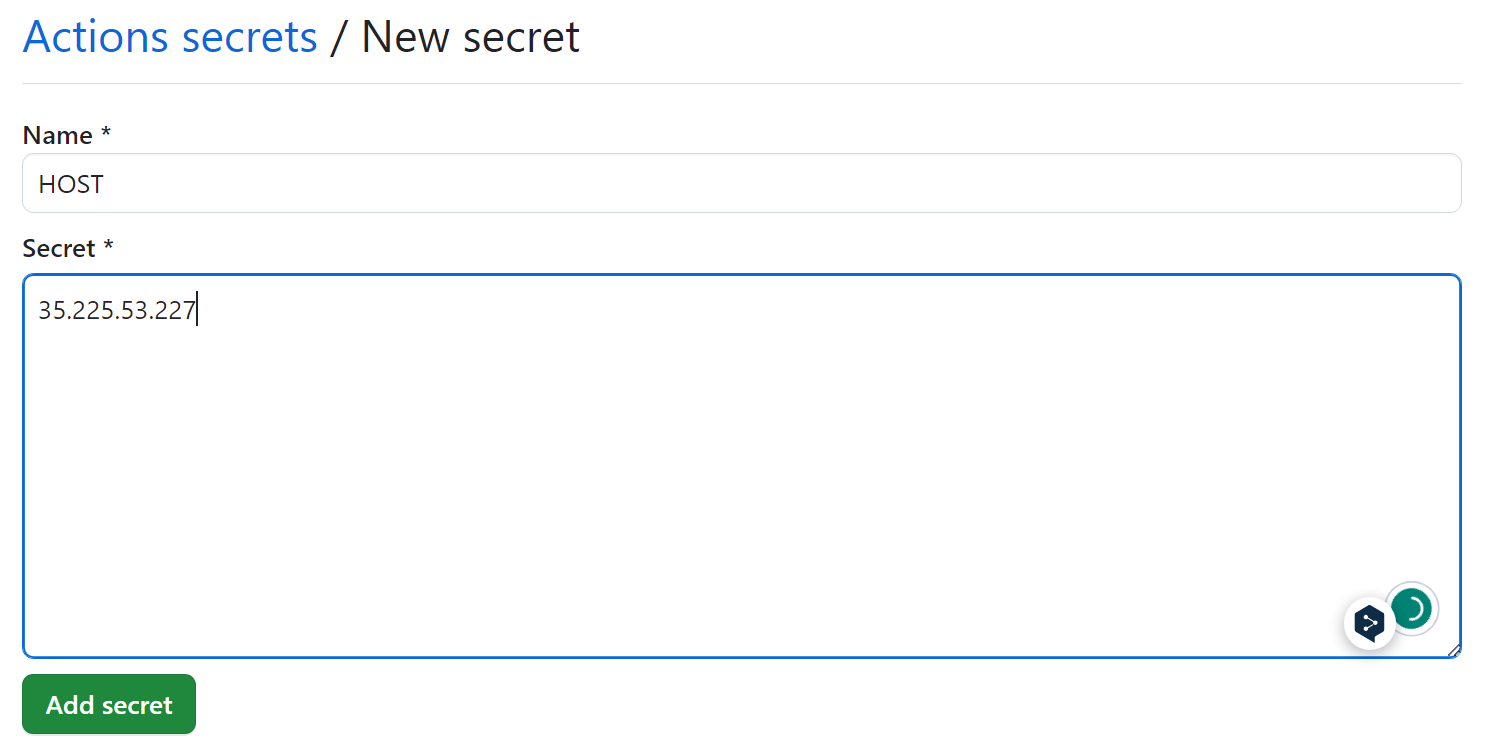 Actions secrets / New secret
Name *
HOST
Secret *
35.225.53.227
Add secret